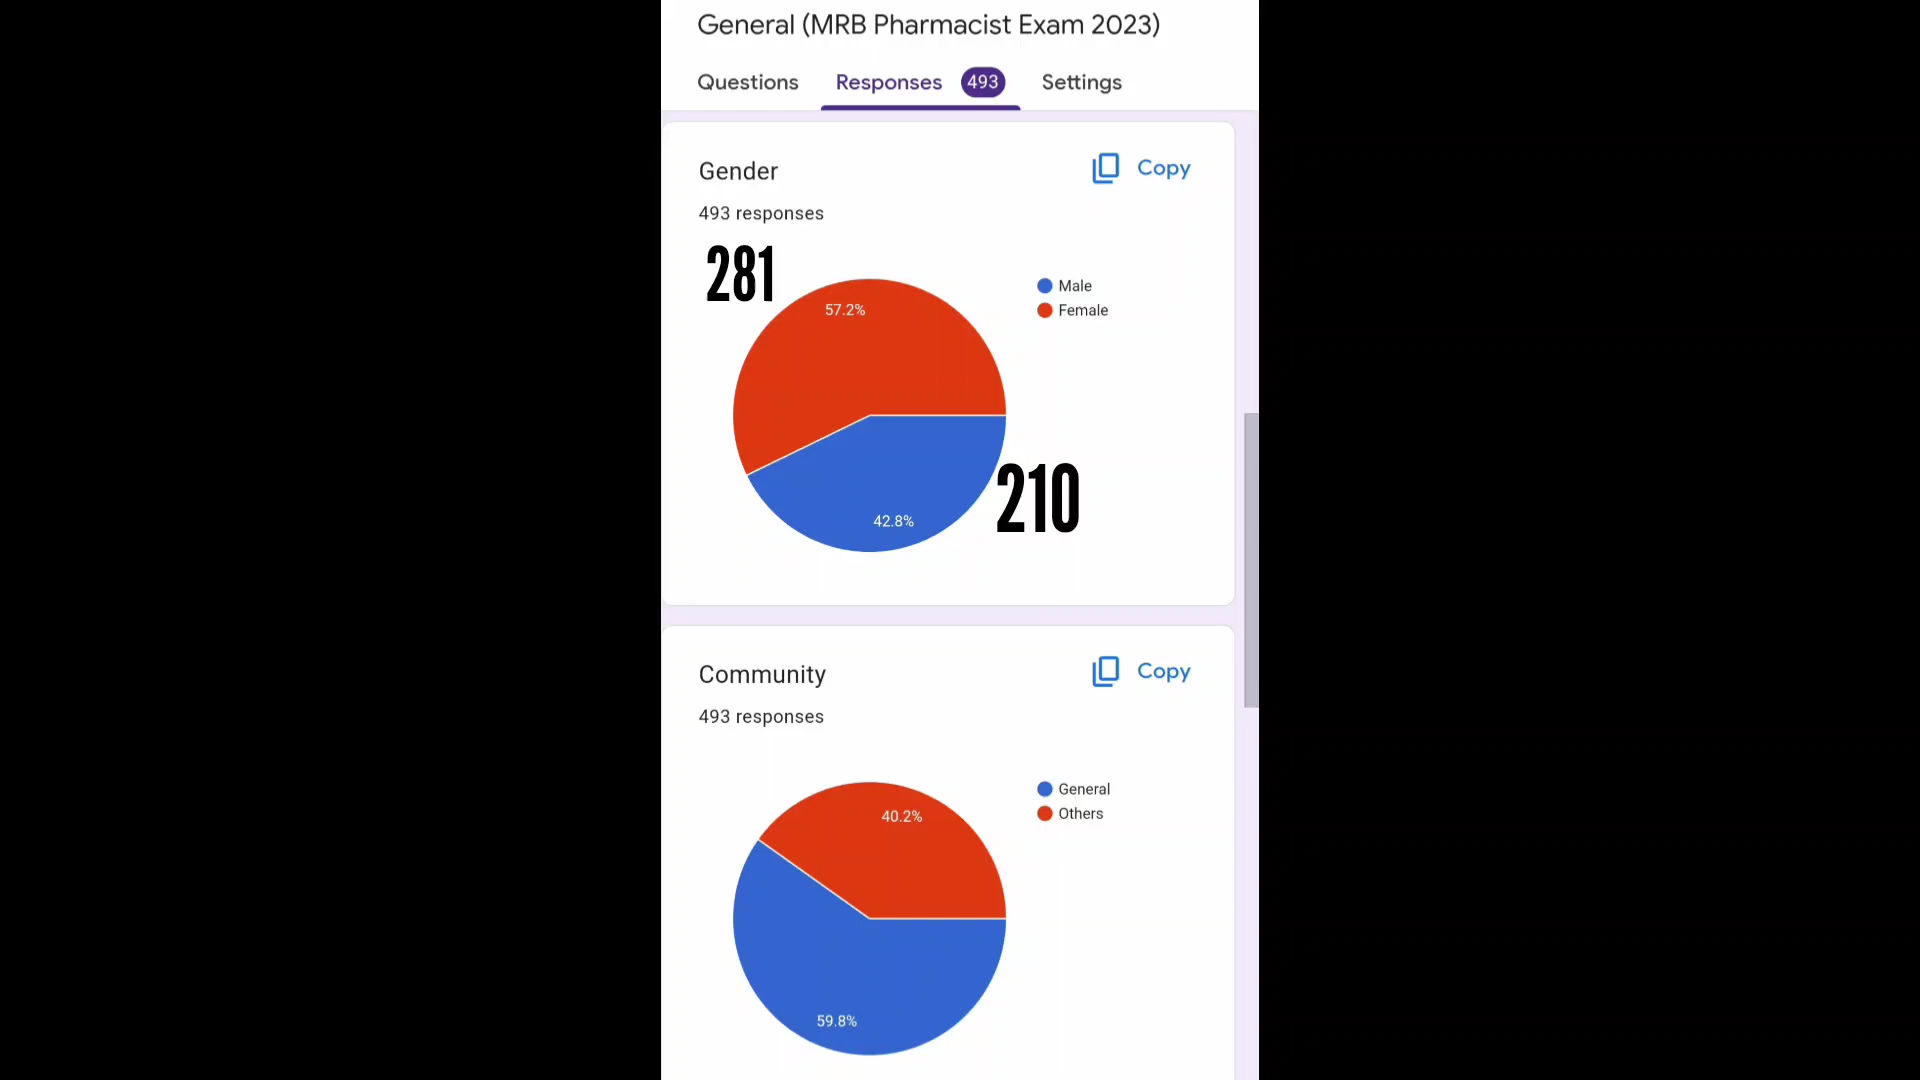 General (MRB Pharmacist Exam 2023)
Questions Responses 493 Settings
Gender Copy
493 responses
281
57.2%
Male
Female
42.8%
210
Community Copy
493 responses
General
Others
40.2%
59.8%